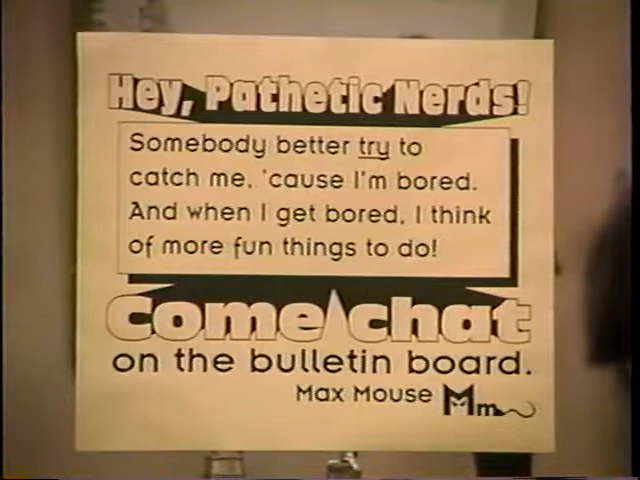 Hey, Pathetic Nerds!
Somebody better try to
catch me, 'cause I'm bored.
And when I get bored, I think
of more fun things to do!
Come chat
on the bulletin board.
Max Mouse Mm